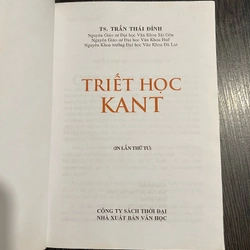 TS. TRẦN THÁI ĐỈNH
Nguyên Giáo sư Đại học Văn Khoa Sài Gòn
Nguyên Giáo sư Đại học Văn Khoa Huế
Nguyên Khoa trưởng Đại học Văn Khoa Đà Lạt
TRIẾT HỌC
KANT
(IN LẦN THỨ TƯ)
CÔNG TY SÁCH THỜI ĐẠI
NHÀ XUẤT BẢN VĂN HỌC